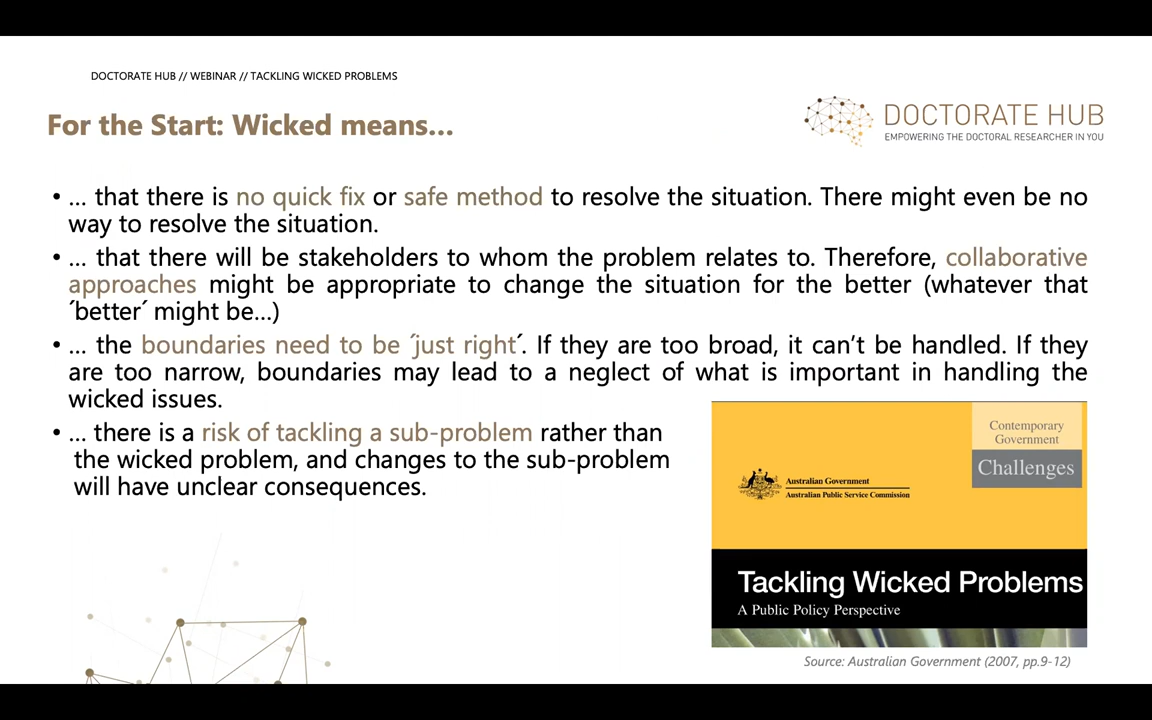 DOCTORATE HUB // WEBINAR // TACKLING WICKED PROBLEMS
For the Start: Wicked means...
DOCTORATE HUB
EMPOWERING THE DOCTORAL RESEARCHER IN YOU
• ... that there is no quick fix or safe method to resolve the situation. There might even be no
way to resolve the situation.
• ... that there will be stakeholders to whom the problem relates to. Therefore, collaborative
approaches might be appropriate to change the situation for the better (whatever that
´better´ might be...)
• ... the boundaries need to be ´just right´. If they are too broad, it can’t be handled. If they
are too narrow, boundaries may lead to a neglect of what is important in handling the
wicked issues.
• ... there is a risk of tackling a sub-problem rather than
the wicked problem, and changes to the sub-problem
will have unclear consequences.
Contemporary
Government
Challenges
Australian Government
Australian Public Service Commission
Tackling Wicked Problems
A Public Policy Perspective
Source: Australian Government (2007, pp.9-12)